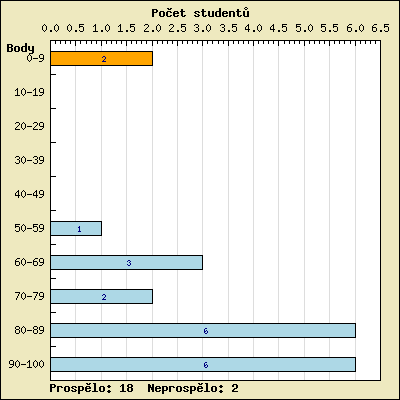 Počet studentů
0.0 0.5 1.0 1.5 2.0 2.5 3.0 3.5 4.0 4.5 5.0 5.5 6.0 6.5
Body
0-9 2
10-19
20-29
30-39
40-49
50-59 1
60-69 3
70-79 2
80-89 6
90-100 6
Prospělo: 18 Neprospělo: 2